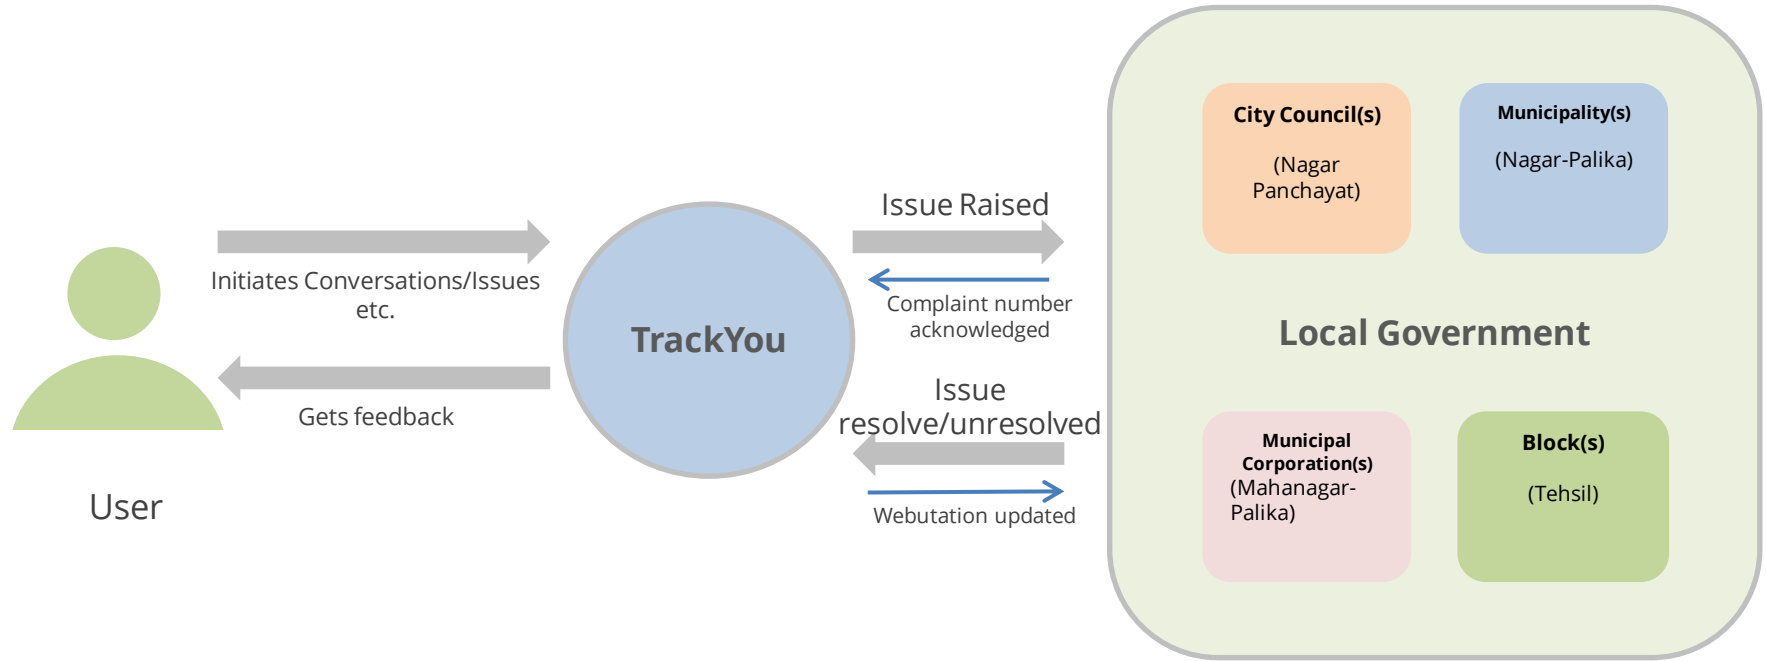 User
Initiates Conversations/Issues
etc.
Gets feedback
TrackYou
Issue Raised
Complaint number
acknowledged
Issue
resolve/unresolved
Webutation updated
City Council(s)
(Nagar
Panchayat)
Municipality(s)
(Nagar-Palika)
Local Government
Municipal
Corporation(s)
(Mahanagar-
Palika)
Block(s)
(Tehsil)